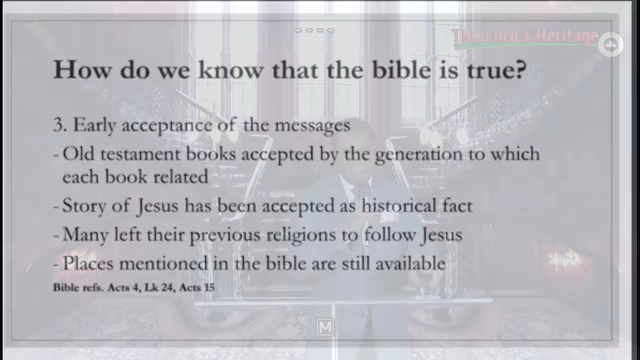 The Lord's Heritage
How do we know that the bible is true?
3. Early acceptance of the messages
- Old testament books accepted by the generation to which
each book related
- Story of Jesus has been accepted as historical fact
- Many left their previous religions to follow Jesus
- Places mentioned in the bible are still available
Bible refs. Acts 4, Lk 24, Acts 15
M